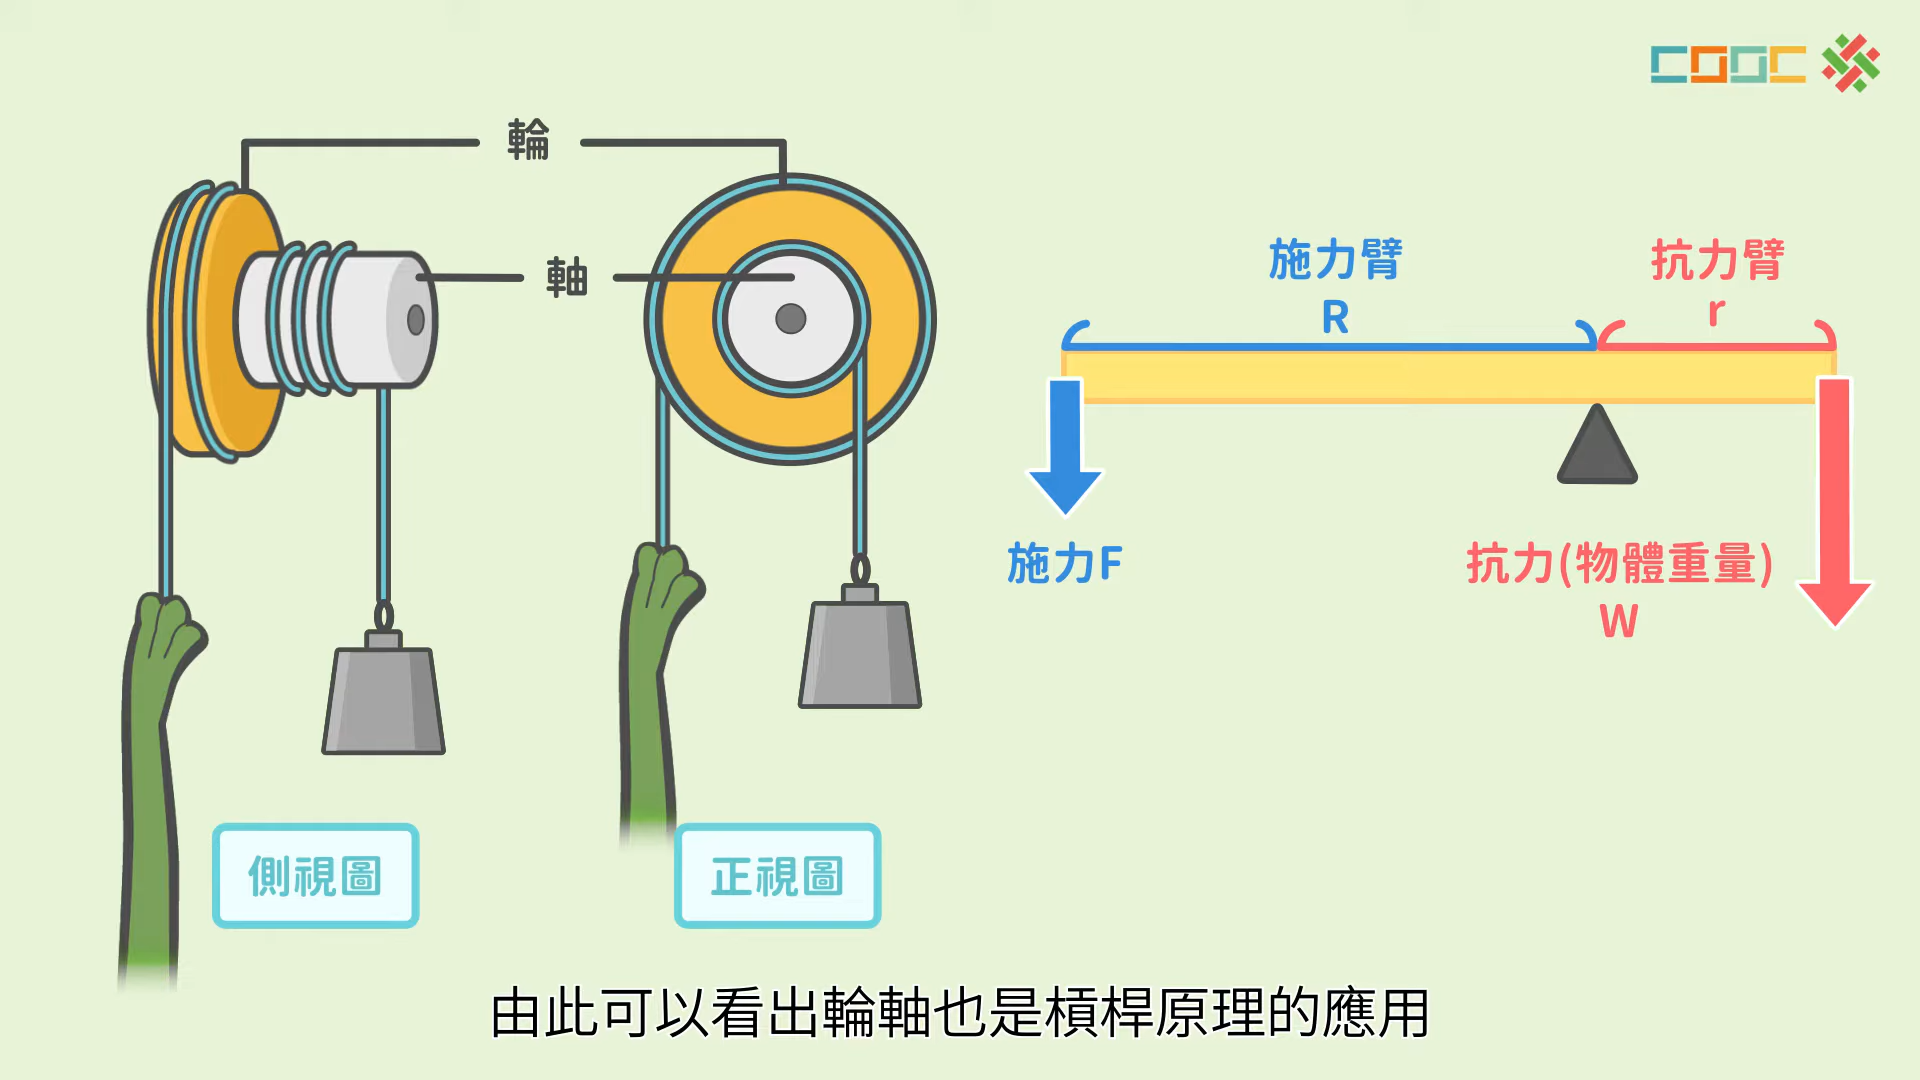 COOC
輪
軸
施力臂
R
抗力臂
r
施力F
抗力(物體重量)
W
側視圖
正視圖
由此可以看出輪軸也是槓桿原理的應用